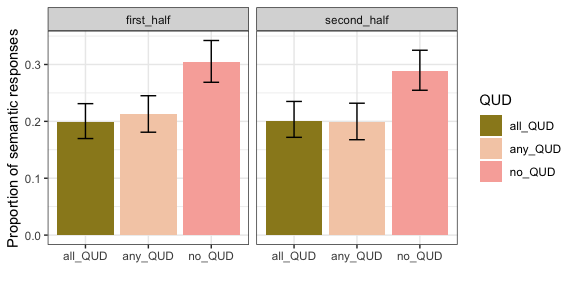 first_half
second_half
Proportion of semantic responses
0.3
0.2
0.1
0.0
all_QUD
any_QUD
no_QUD
all_QUD
any_QUD
no_QUD
QUD
all_QUD
any_QUD
no_QUD